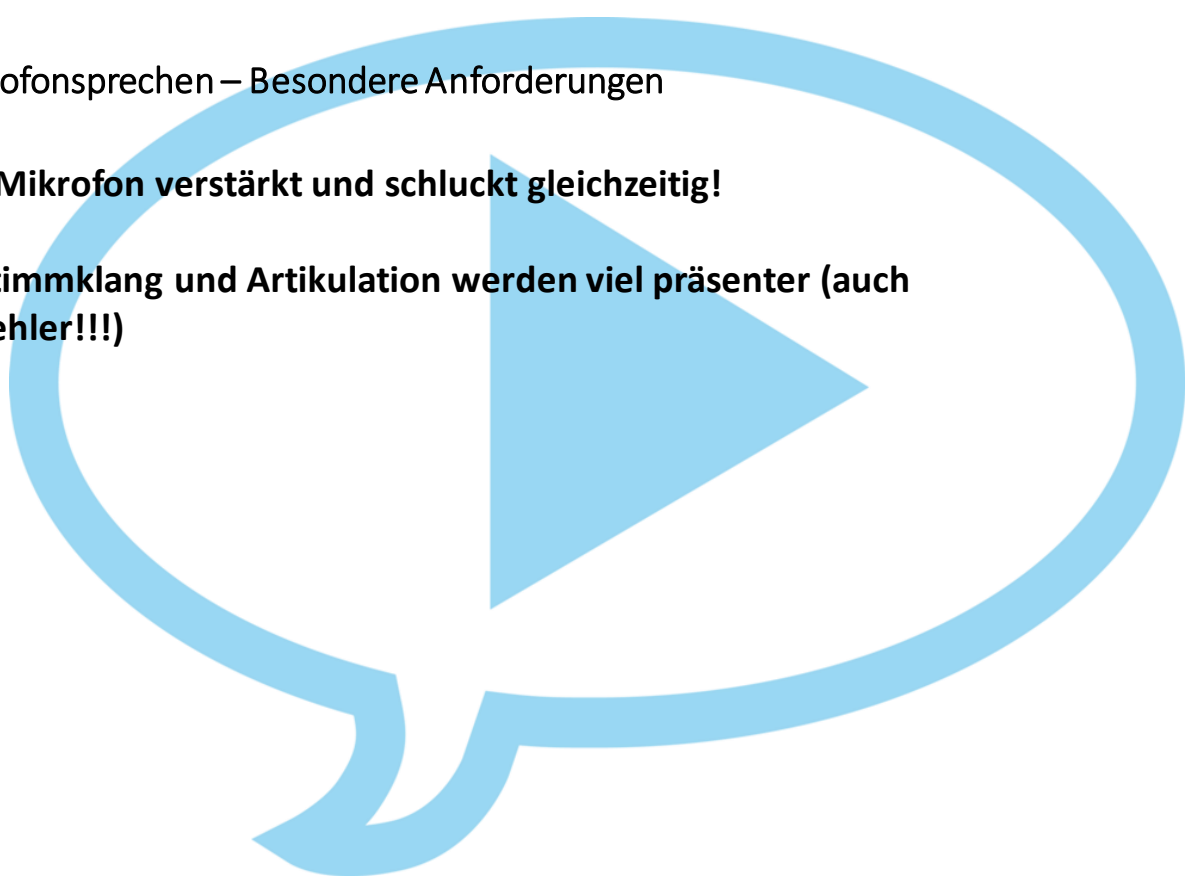 ofonsprechen – Besondere Anforderungen
Mikrofon verstärkt und schluckt gleichzeitig!
timmklang und Artikulation werden viel präsenter (auch
ehler!!!)